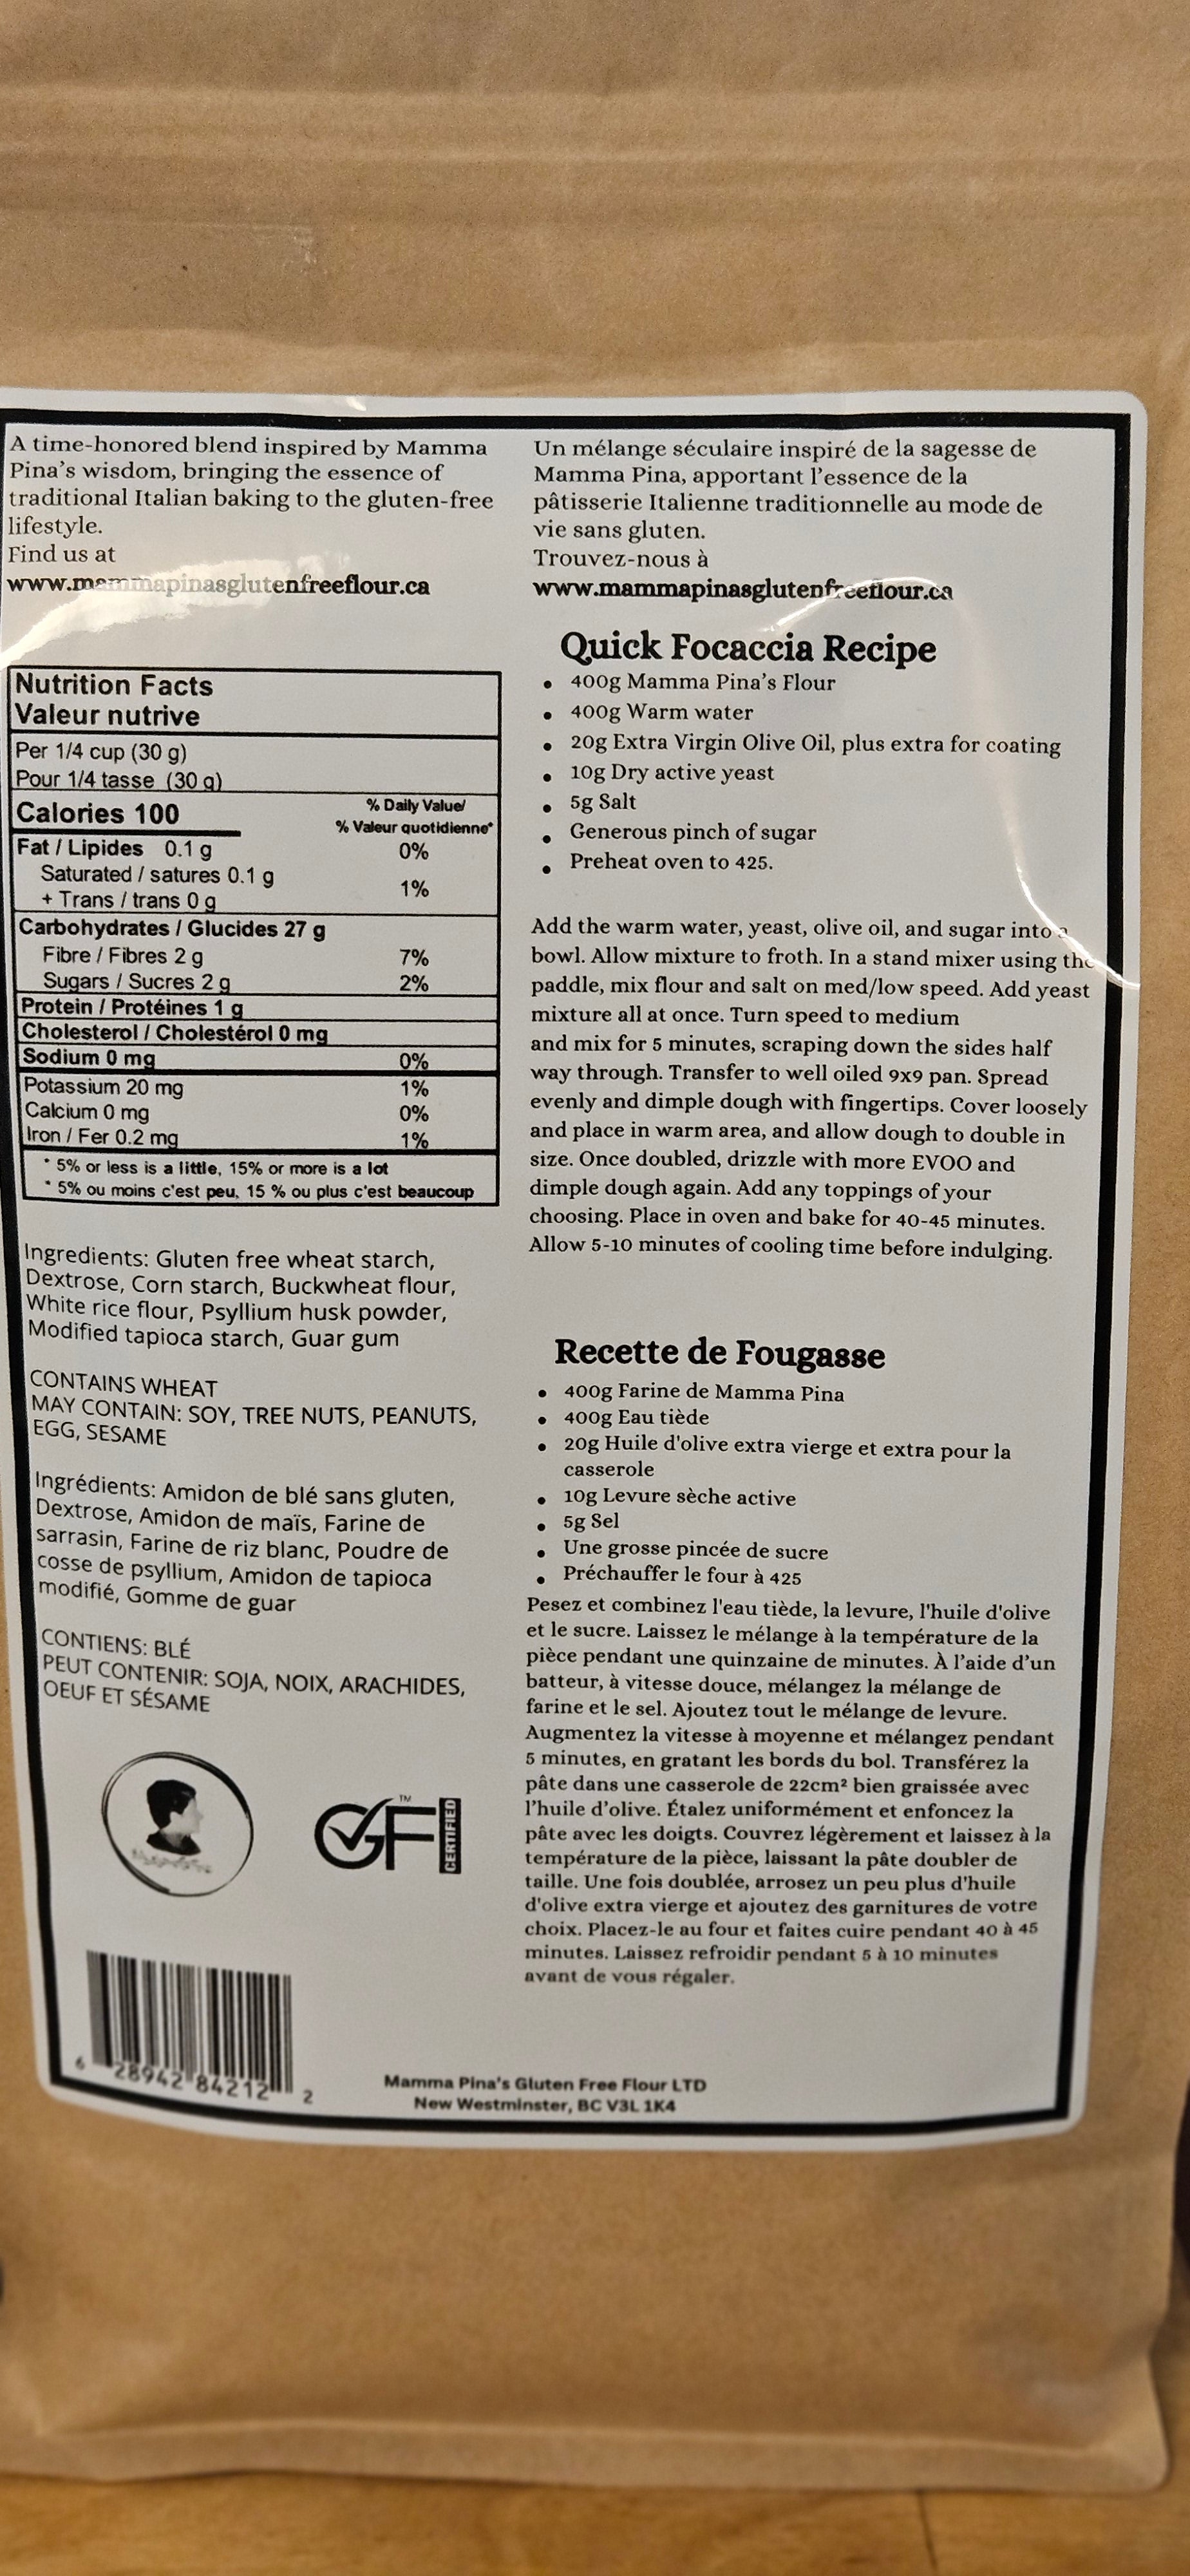 A time-honored blend inspired by Mamma
Pina's wisdom, bringing the essence of
traditional Italian baking to the gluten-free
lifestyle.
Find us at
www.mammapinasglutenfreeflour.ca
Nutrition Facts
Valeur nutrive
Per 1/4 cup (30 g)
Pour 1/4 tasse (30 g)
Calories 100
% Daily Value/
% Valeur quotidienne*
Fat / Lipides 0.1 g 0%
Saturated / satures 0.1 g
+ Trans / trans 0 g
1%
Carbohydrates / Glucides 27 g
Fibre / Fibres 2 g 7%
Sugars / Sucres 2 g 2%
Protein / Protéines 1 g
Cholesterol / Cholestérol 0 mg
Sodium 0 mg 0%
Potassium 20 mg 1%
Calcium 0 mg 0%
Iron / Fer 0.2 mg 1%
* 5% or less is a little, 15% or more is a lot
* 5% ou moins c'est peu, 15 % ou plus c'est beaucoup
Ingredients: Gluten free wheat starch,
Dextrose, Corn starch, Buckwheat flour,
White rice flour, Psyllium husk powder,
Modified tapioca starch, Guar gum
CONTAINS WHEAT
MAY CONTAIN: SOY, TREE NUTS, PEANUTS,
EGG, SESAME
Ingrédients: Amidon de blé sans gluten,
Dextrose, Amidon de maïs, Farine de
sarrasin, Farine de riz blanc, Poudre de
cosse de psyllium, Amidon de tapioca
modifié, Gomme de guar
CONTIENS: BLÉ
PEUT CONTENIR: SOJA, NOIX, ARACHIDES,
OEUF ET SÉSAME
GF CERTIFIED
TM
6 28942 84212 2
Un mélange séculaire inspiré de la sagesse de
Mamma Pina, apportant l'essence de la
pâtisserie Italienne traditionnelle au mode de
vie sans gluten.
Trouvez-nous à
www.mammapinasglutenfreeflour.ca
Quick Focaccia Recipe
• 400g Mamma Pina's Flour
• 400g Warm water
• 20g Extra Virgin Olive Oil, plus extra for coating
• 10g Dry active yeast
• 5g Salt
• Generous pinch of sugar
• Preheat oven to 425.
Add the warm water, yeast, olive oil, and sugar into a
bowl. Allow mixture to froth. In a stand mixer using the
paddle, mix flour and salt on med/low speed. Add yeast
mixture all at once. Turn speed to medium
and mix for 5 minutes, scraping down the sides half
way through. Transfer to well oiled 9x9 pan. Spread
evenly and dimple dough with fingertips. Cover loosely
and place in warm area, and allow dough to double in
size. Once doubled, drizzle with more EVOO and
dimple dough again. Add any toppings of your
choosing. Place in oven and bake for 40-45 minutes.
Allow 5-10 minutes of cooling time before indulging.
Recette de Fougasse
• 400g Farine de Mamma Pina
• 400g Eau tiède
• 20g Huile d'olive extra vierge et extra pour la
casserole
• 10g Levure sèche active
• 5g Sel
• Une grosse pincée de sucre
• Préchauffer le four à 425
Pesez et combinez l'eau tiède, la levure, l'huile d'olive
et le sucre. Laissez le mélange à la température de la
pièce pendant une quinzaine de minutes. À l'aide d'un
batteur, à vitesse douce, mélangez la mélange de
farine et le sel. Ajoutez tout le mélange de levure.
Augmentez la vitesse à moyenne et mélangez pendant
5 minutes, en gratant les bords du bol. Transférez la
pâte dans une casserole de 22cm² bien graissée avec
l'huile d'olive. Étalez uniformément et enfoncez la
pâte avec les doigts. Couvrez légèrement et laissez à la
température de la pièce, laissant la pâte doubler de
taille. Une fois doublée, arrosez un peu plus d'huile
d'olive extra vierge et ajoutez des garnitures de votre
choix. Placez-le au four et faites cuire pendant 40 à 45
minutes. Laissez refroidir pendant 5 à 10 minutes
avant de vous régaler.
Mamma Pina's Gluten Free Flour LTD
New Westminster, BC V3L 1K4